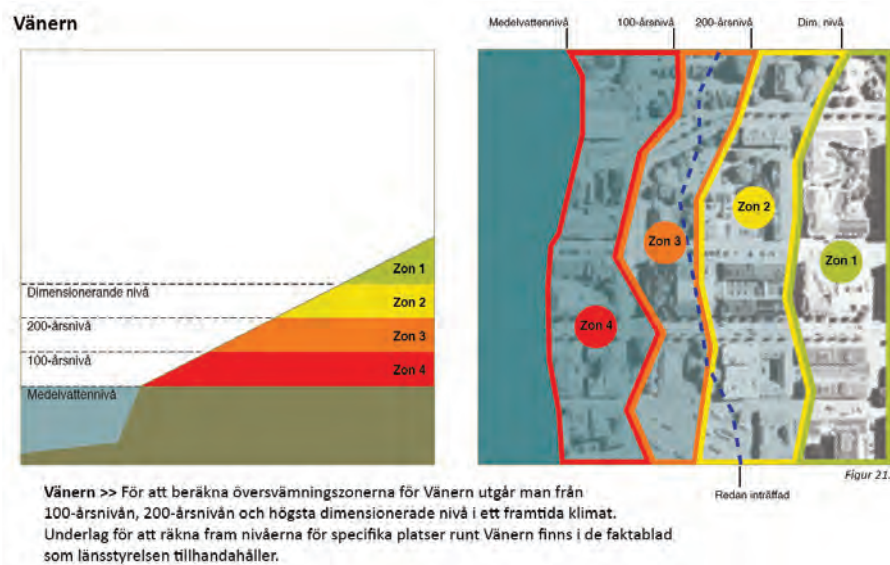 Vänern
Zon 1
Dimensionerande nivå
Zon 2
200-årsnivå
Zon 3
100-årsnivå
Zon 4
Medelvattennivå
Medelvattennivå 100-årsnivå 200-årsnivå Dim. nivå
Zon 2
Zon 3
Zon 1
Zon 4
Figur 21.
Redan inträffad
Vänern >> För att beräkna översvämningszonerna för Vänern utgår man från
100-årsnivån, 200-årsnivån och högsta dimensionerade nivå i ett framtida klimat.
Underlag för att räkna fram nivåerna för specifika platser runt Vänern finns i de faktablad
som länsstyrelsen tillhandahåller.